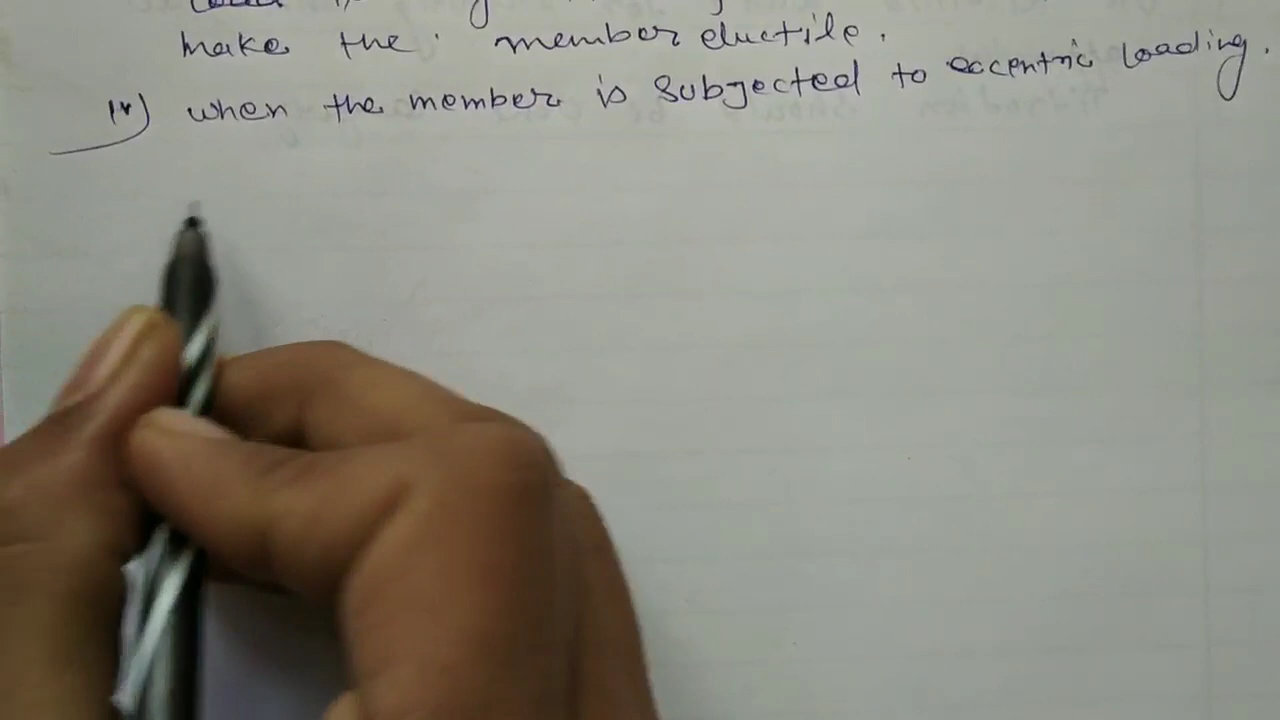 make the member ductile.
iv) when the member is subjected to eccentric loading.